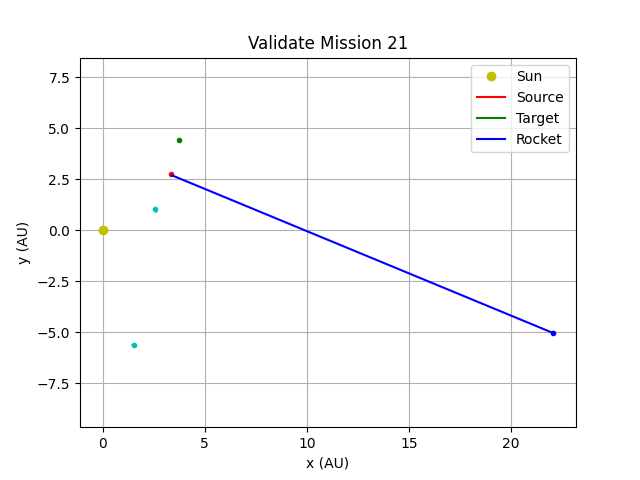 Validate Mission 21
Sun
Source
Target
Rocket
y (AU)
7.5
5.0
2.5
0.0
−2.5
−5.0
−7.5
0 5 10 15 20
x (AU)